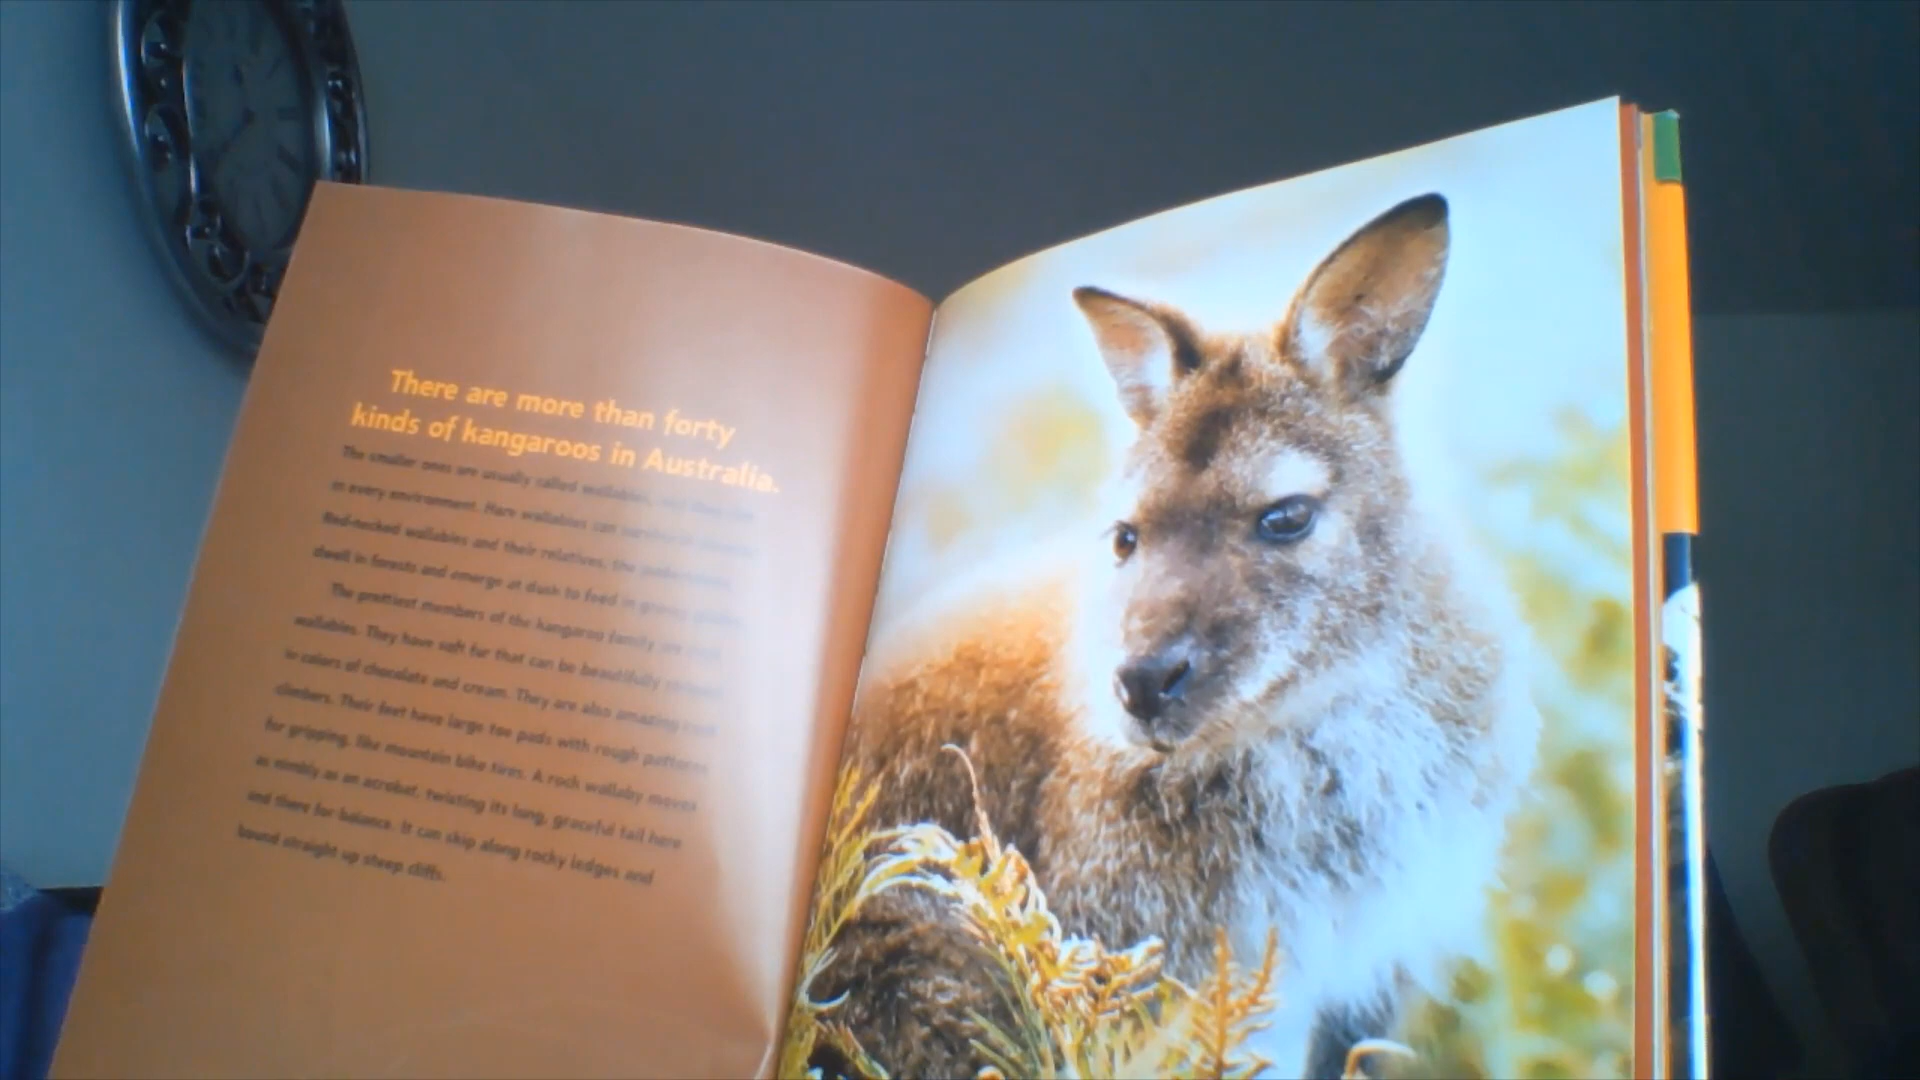 There are more than forty
kinds of kangaroos in Australia.
The smaller ones are usually called wallabies,
in every environment. Hare wallabies can survive in
Red-necked wallabies and their relatives, the
dwell in forests and emerge at dusk to feed in grassy
The prettiest members of the kangaroo family are rock
wallabies. They have soft fur that can be beautifully
in colors of chocolate and cream. They are also amazing
climbers. Their feet have large toe pads with rough patterns
for gripping, like mountain bike tires. A rock wallaby moves
as nimbly as an acrobat, twisting its long, graceful tail here
and there for balance. It can skip along rocky ledges and
bound straight up steep cliffs.